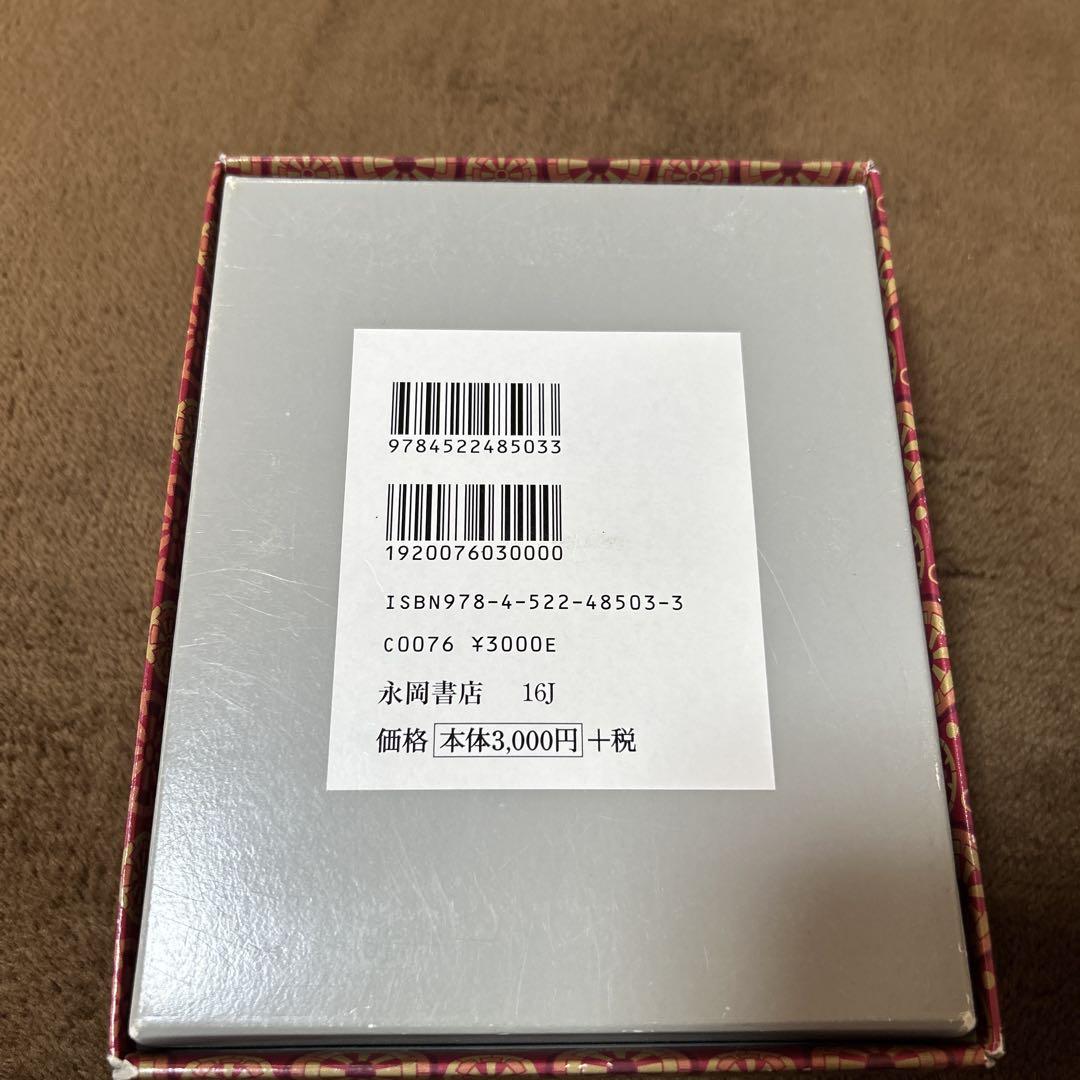 9784522485033
1920076030000
ISBN978-4-522-48503-3
C0076 ¥3000E
永岡書店 16J
価格 本体3,000円 +税